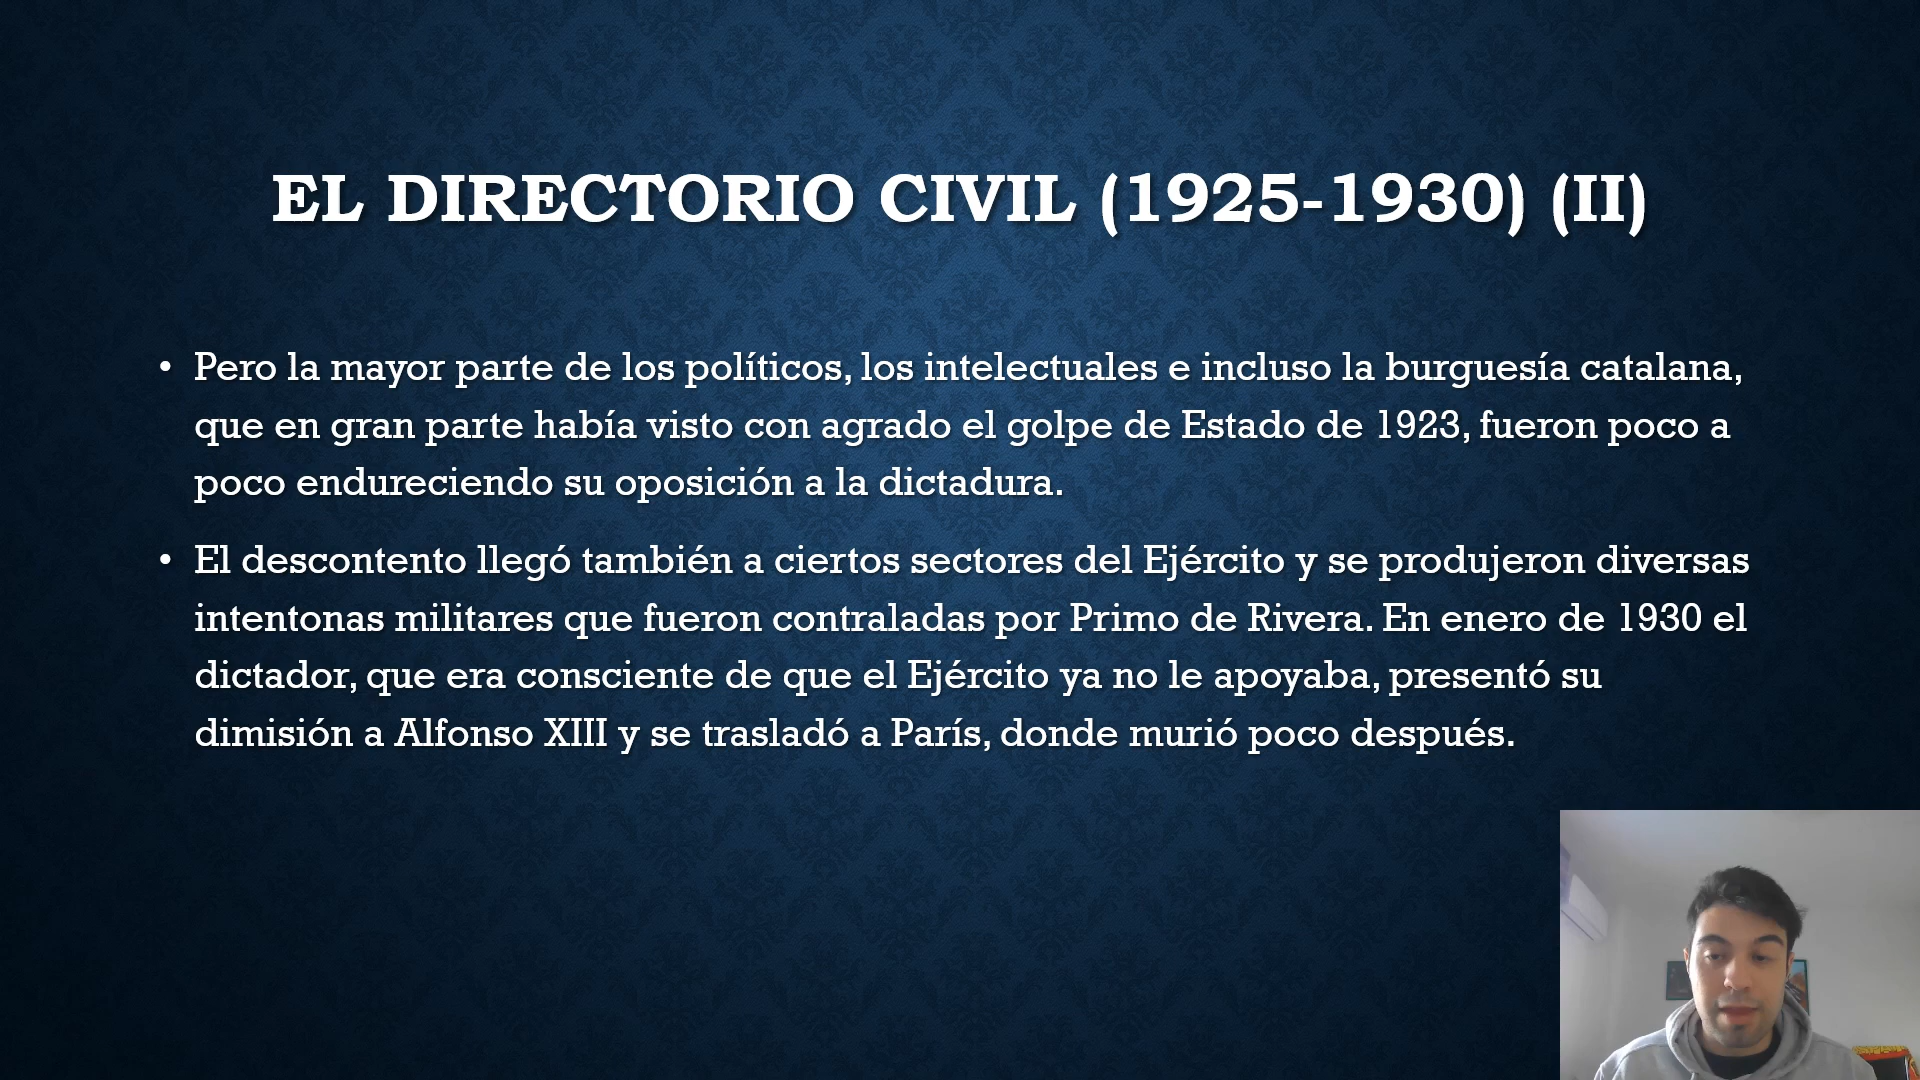 EL DIRECTORIO CIVIL (1925-1930) (II)
• Pero la mayor parte de los políticos, los intelectuales e incluso la burguesía catalana,
que en gran parte había visto con agrado el golpe de Estado de 1923, fueron poco a
poco endureciendo su oposición a la dictadura.
• El descontento llegó también a ciertos sectores del Ejército y se produjeron diversas
intentonas militares que fueron contraladas por Primo de Rivera. En enero de 1930 el
dictador, que era consciente de que el Ejército ya no le apoyaba, presentó su
dimisión a Alfonso XIII y se trasladó a París, donde murió poco después.